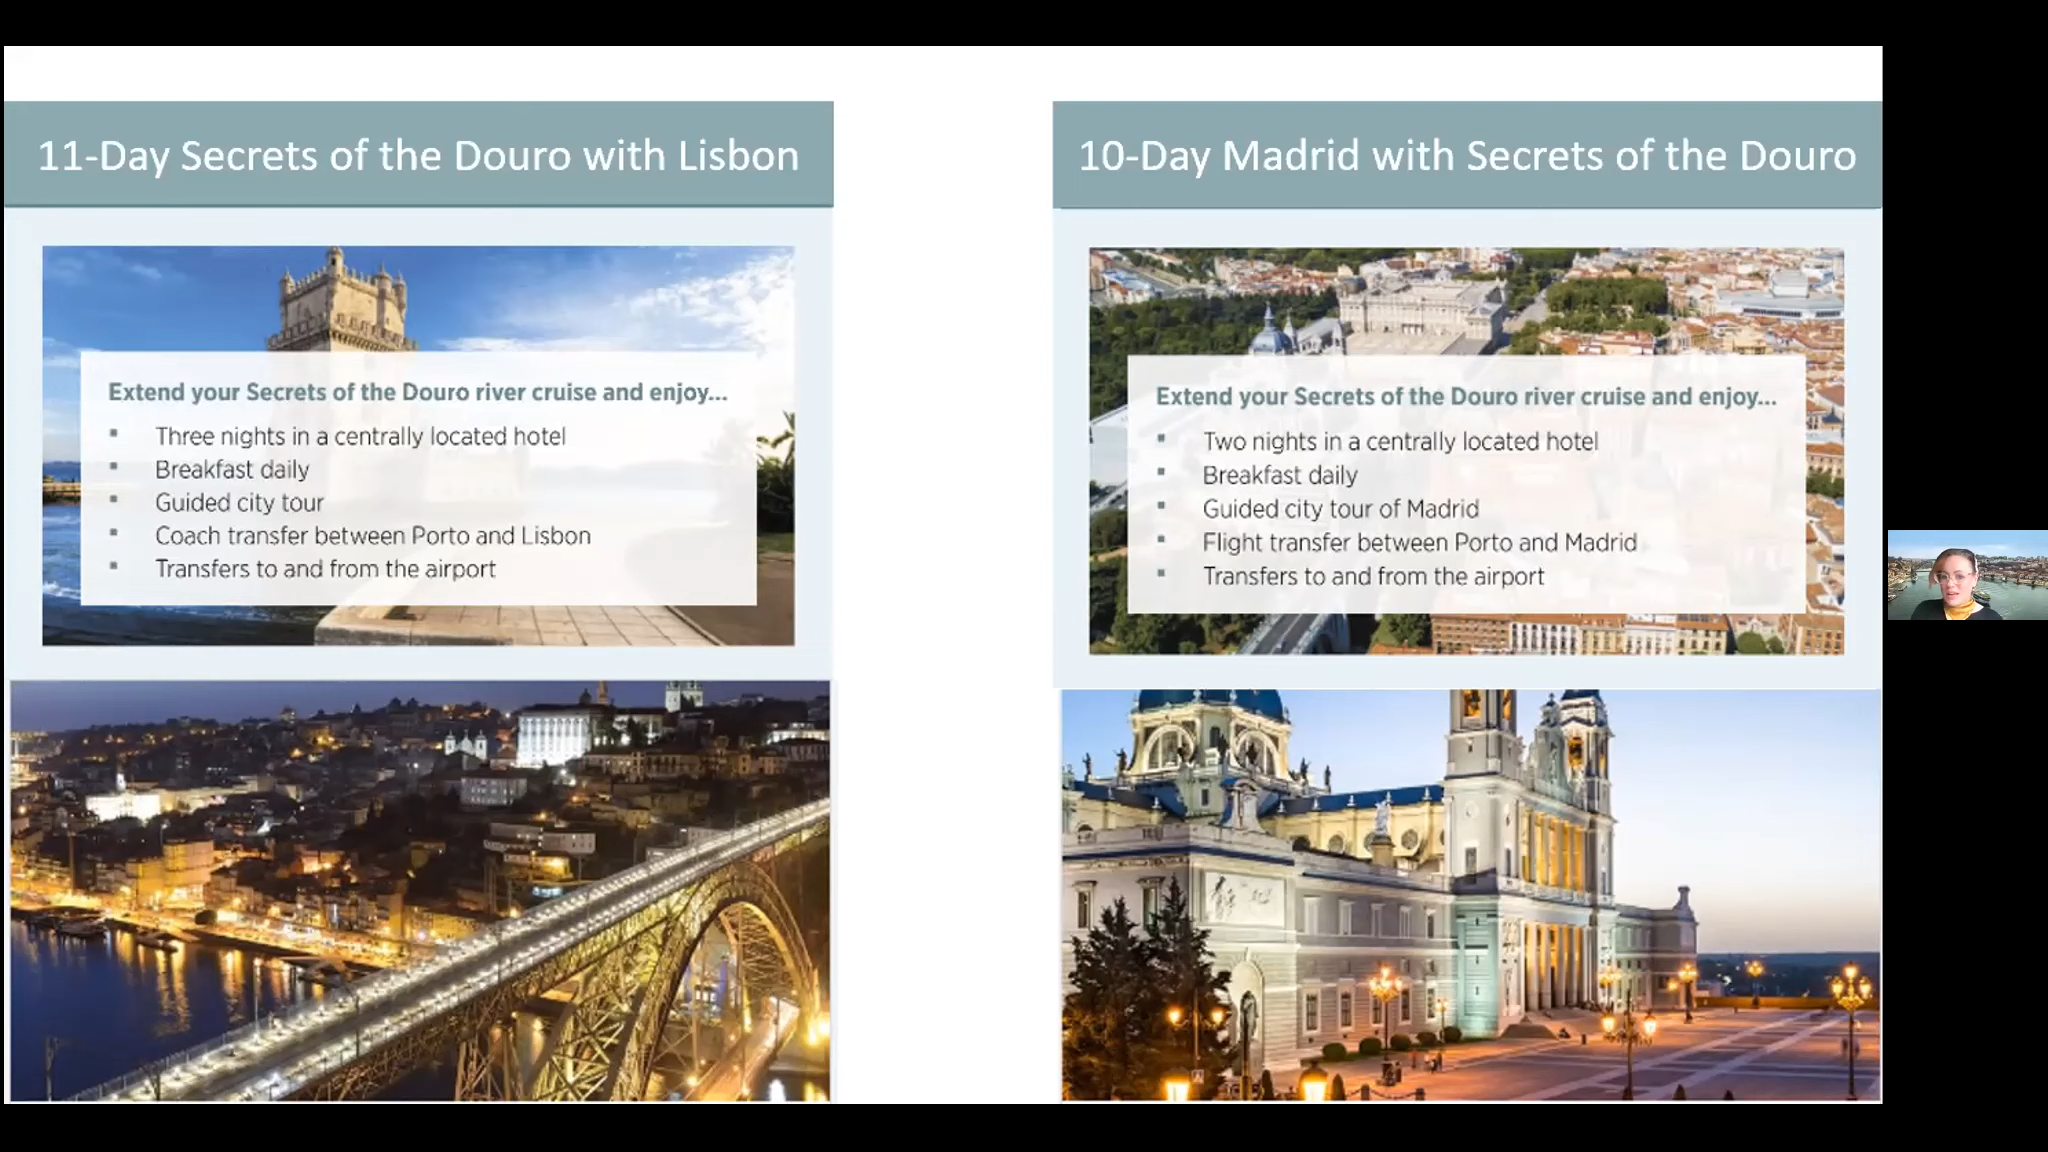 11-Day Secrets of the Douro with Lisbon
Extend your Secrets of the Douro river cruise and enjoy...
▪ Three nights in a centrally located hotel
▪ Breakfast daily
▪ Guided city tour
▪ Coach transfer between Porto and Lisbon
▪ Transfers to and from the airport
10-Day Madrid with Secrets of the Douro
Extend your Secrets of the Douro river cruise and enjoy...
▪ Two nights in a centrally located hotel
▪ Breakfast daily
▪ Guided city tour of Madrid
▪ Flight transfer between Porto and Madrid
▪ Transfers to and from the airport